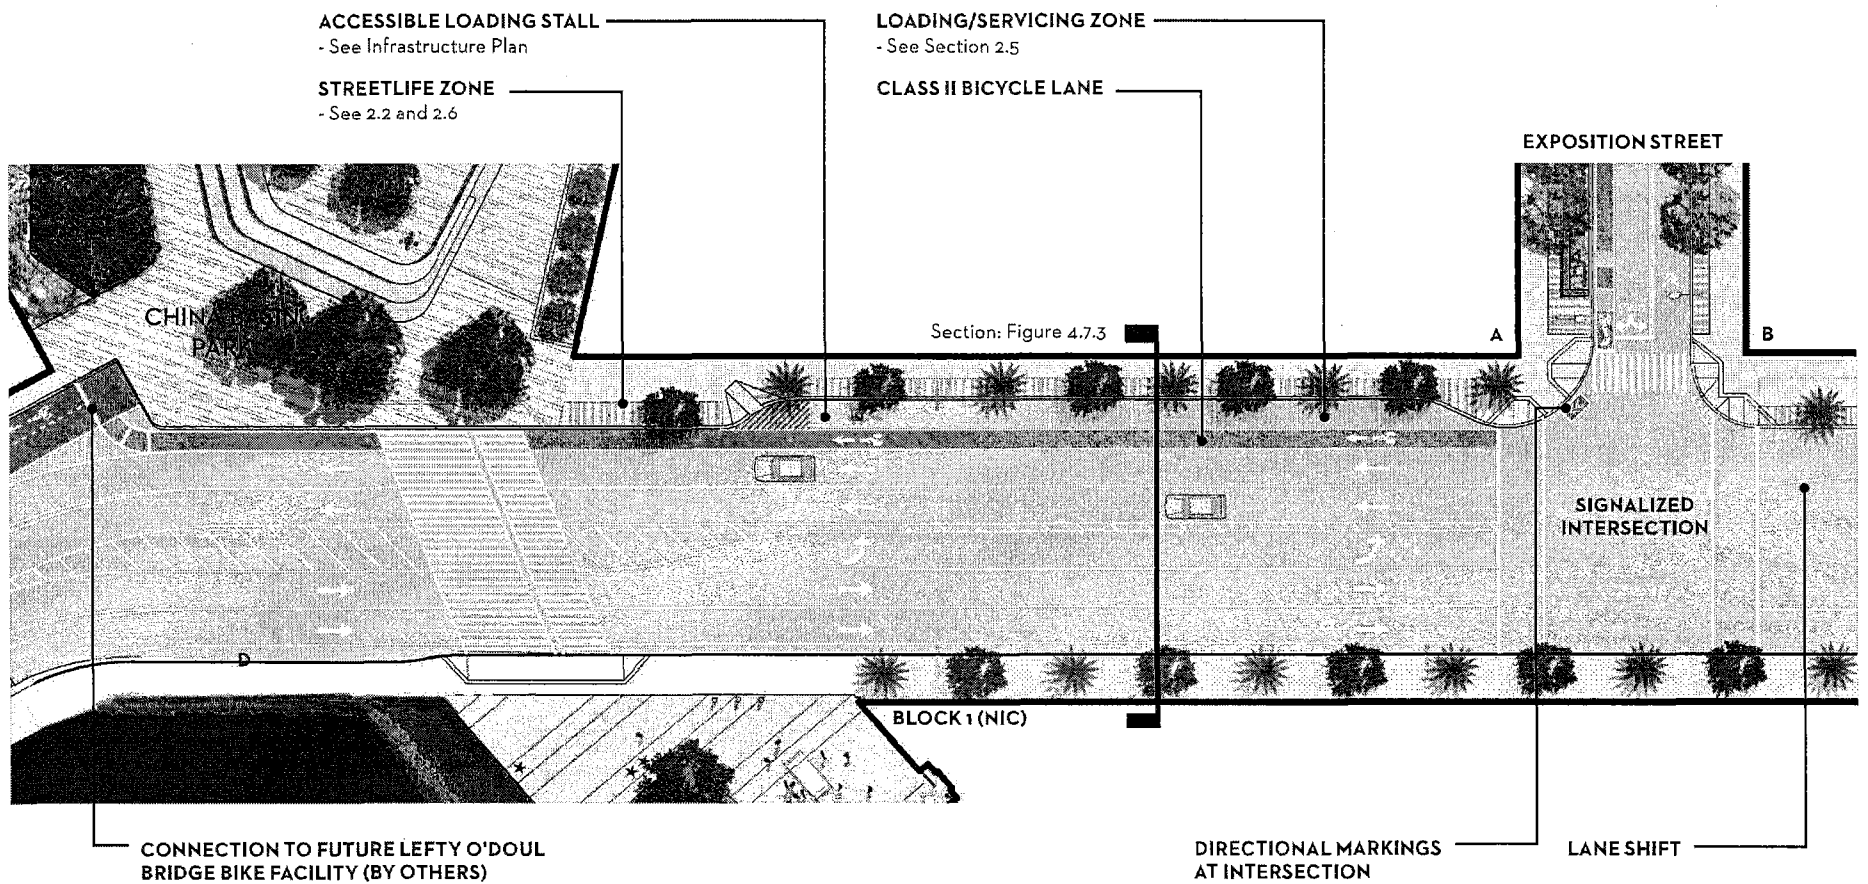 ACCESSIBLE LOADING STALL
- See Infrastructure Plan
STREETLIFE ZONE
- See 2.2 and 2.6
LOADING/SERVICING ZONE
- See Section 2.5
CLASS II BICYCLE LANE
EXPOSITION STREET
CHINA BASIN
PARK
Section: Figure 4.7.3
A
B
SIGNALIZED
INTERSECTION
D
BLOCK 1 (NIC)
CONNECTION TO FUTURE LEFTY O'DOUL
BRIDGE BIKE FACILITY (BY OTHERS)
DIRECTIONAL MARKINGS
AT INTERSECTION
LANE SHIFT